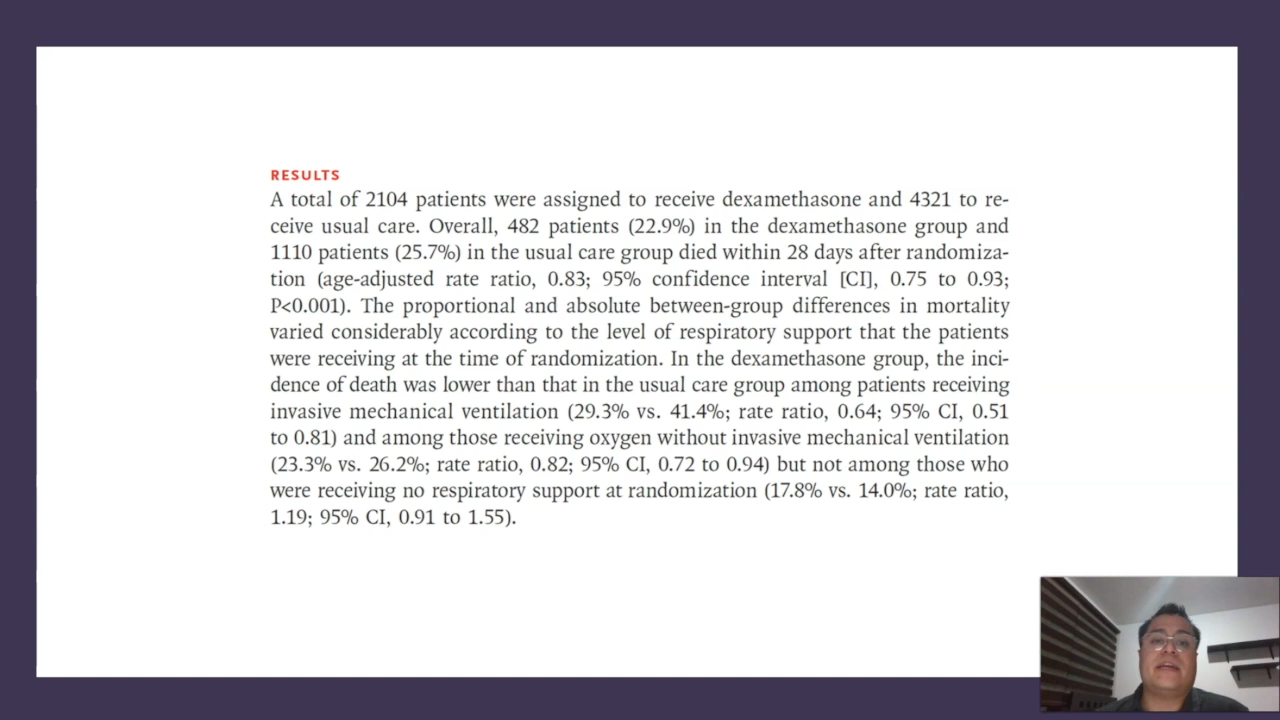 RESULTS
A total of 2104 patients were assigned to receive dexamethasone and 4321 to re-
ceive usual care. Overall, 482 patients (22.9%) in the dexamethasone group and
1110 patients (25.7%) in the usual care group died within 28 days after randomiza-
tion (age-adjusted rate ratio, 0.83; 95% confidence interval [CI], 0.75 to 0.93;
P<0.001). The proportional and absolute between-group differences in mortality
varied considerably according to the level of respiratory support that the patients
were receiving at the time of randomization. In the dexamethasone group, the inci-
dence of death was lower than that in the usual care group among patients receiving
invasive mechanical ventilation (29.3% vs. 41.4%; rate ratio, 0.64; 95% CI, 0.51
to 0.81) and among those receiving oxygen without invasive mechanical ventilation
(23.3% vs. 26.2%; rate ratio, 0.82; 95% CI, 0.72 to 0.94) but not among those who
were receiving no respiratory support at randomization (17.8% vs. 14.0%; rate ratio,
1.19; 95% CI, 0.91 to 1.55).